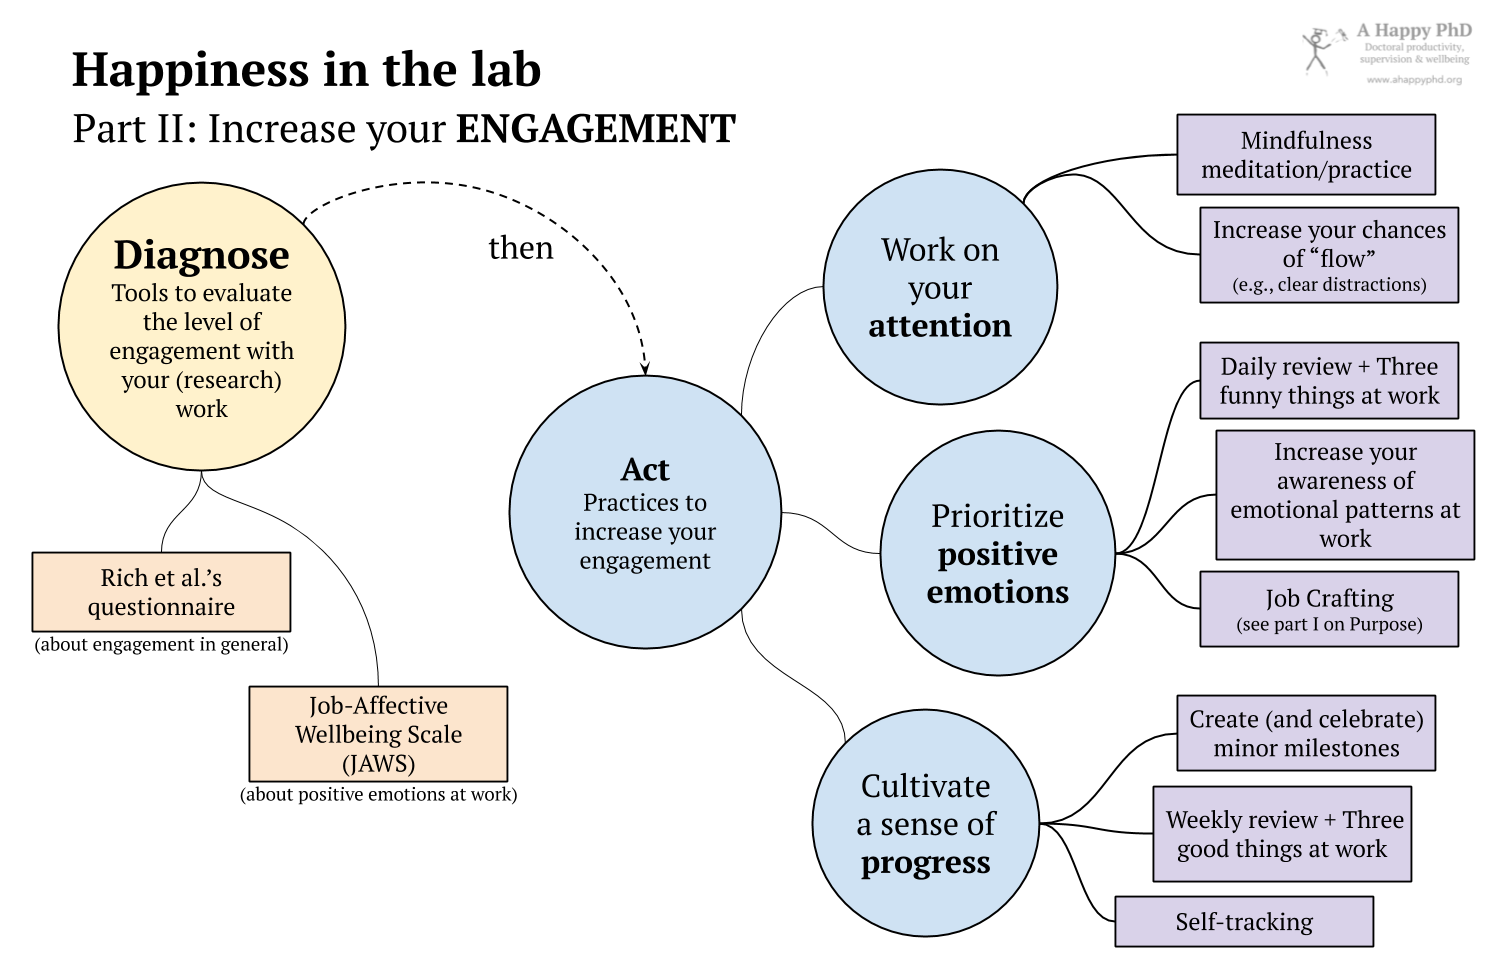 Happiness in the lab
Part II: Increase your ENGAGEMENT
A Happy PhD
Doctoral productivity,
supervision & wellbeing
www.ahappyphd.org
Diagnose
Tools to evaluate
the level of
engagement with
your (research)
work
then
Rich et al.’s
questionnaire
(about engagement in general)
Job-Affective
Wellbeing Scale
(JAWS)
(about positive emotions at work)
Act
Practices to
increase your
engagement
Work on
your
attention
Mindfulness
meditation/practice
Increase your chances
of “flow”
(e.g., clear distractions)
Prioritize
positive
emotions
Daily review + Three
funny things at work
Increase your
awareness of
emotional patterns at
work
Job Crafting
(see part I on Purpose)
Cultivate
a sense of
progress
Create (and celebrate)
minor milestones
Weekly review + Three
good things at work
Self-tracking